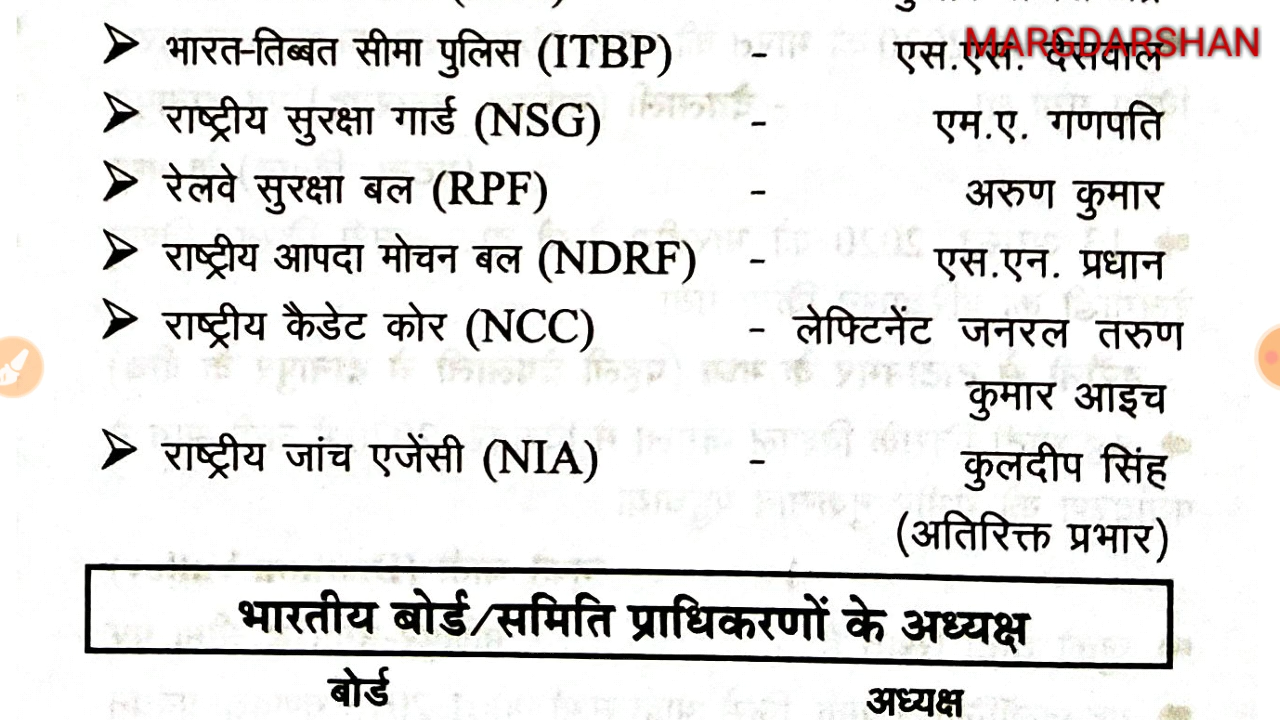 MARGDARSHAN
➤ भारत-तिब्बत सीमा पुलिस (ITBP) - एस.एस. देसवाल
➤ राष्ट्रीय सुरक्षा गार्ड (NSG) - एम.ए. गणपति
➤ रेलवे सुरक्षा बल (RPF) - अरुण कुमार
➤ राष्ट्रीय आपदा मोचन बल (NDRF) - एस.एन. प्रधान
➤ राष्ट्रीय कैडेट कोर (NCC) - लेफ्टिनेंट जनरल तरुण
कुमार आइच
➤ राष्ट्रीय जांच एजेंसी (NIA) - कुलदीप सिंह
(अतिरिक्त प्रभार)
भारतीय बोर्ड/समिति प्राधिकरणों के अध्यक्ष
बोर्ड अध्यक्ष